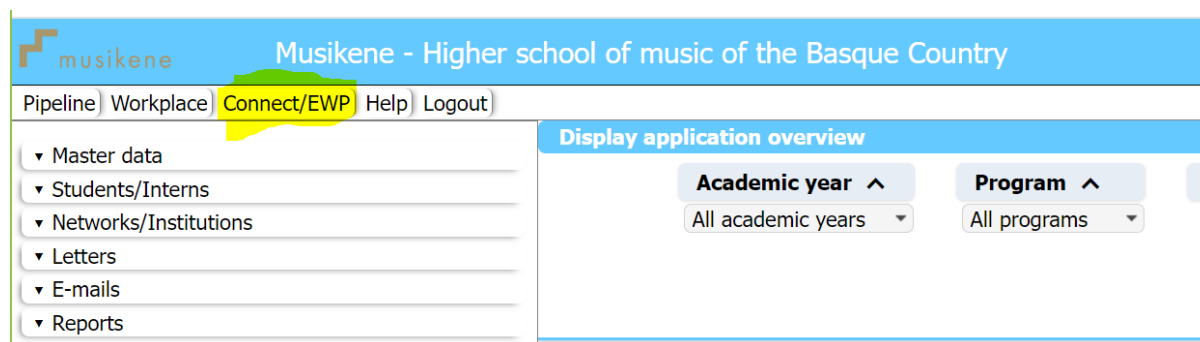 musikene
Musikene - Higher school of music of the Basque Country
Pipeline Workplace Connect/EWP Help Logout
Display application overview
Master data
Students/Interns
Networks/Institutions
Letters
E-mails
Reports
Academic year
Program
All academic years
All programs